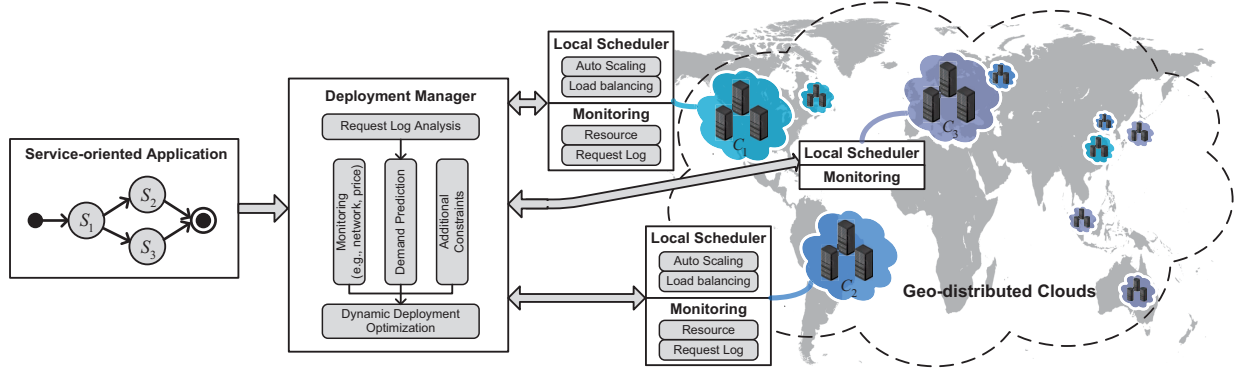 Service-oriented Application
S1
S2
S3
Deployment Manager
Request Log Analysis
Monitoring
(e.g., network, price)
Demand Prediction
Additional
Constraints
Dynamic Deployment
Optimization
Local Scheduler
Auto Scaling
Load balancing
Monitoring
Resource
Request Log
C1
Local Scheduler
Monitoring
C3
Local Scheduler
Auto Scaling
Load balancing
Monitoring
Resource
Request Log
C2
Geo-distributed Clouds